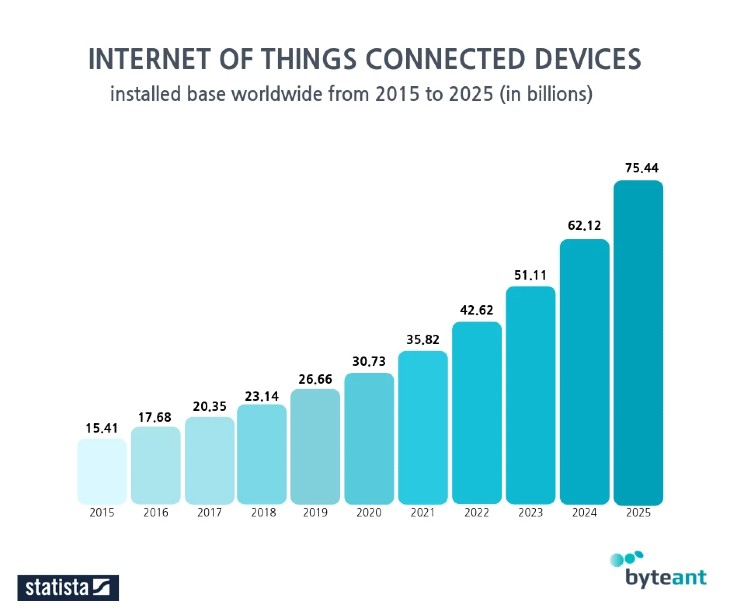 INTERNET OF THINGS CONNECTED DEVICES
installed base worldwide from 2015 to 2025 (in billions)
75.44
62,12
51.11
42.62
35,82
30,73
26.66
23,14
20,35
17,68
15.41
2015 2016 2017 2018 2019 2020 2021 2022 2023 2024 2025
statista
byteant